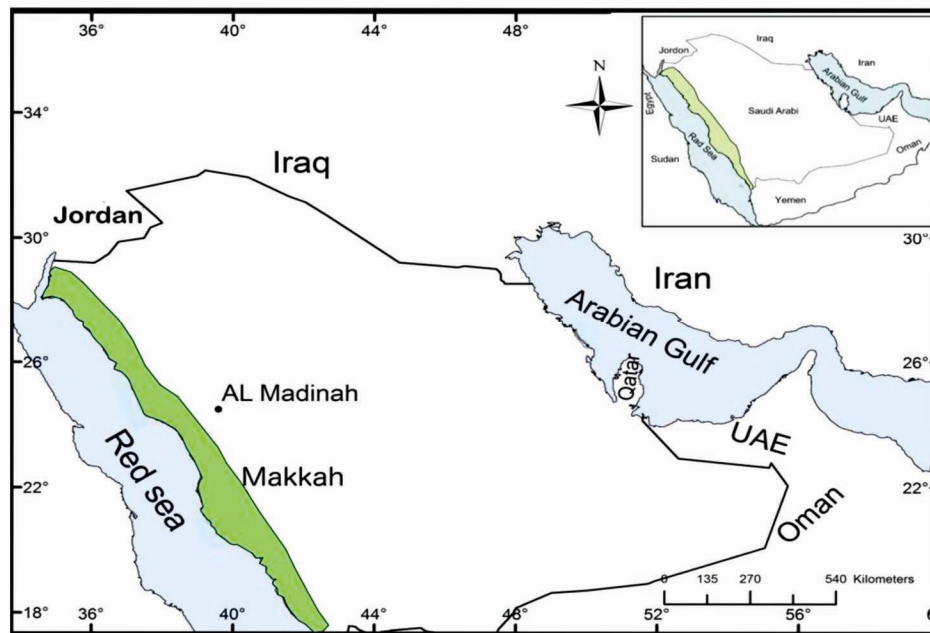 36°
40°
44°
48°
Iraq
Jordon
Iran
Arabian Gulf
Egypt
Saudi Arabi
UAE
Rad Sea
Oman
Sudan
Yemen
N
34°
Iraq
Jordan
30°
30°
Iran
Arabian Gulf
26°
26°
Qatar
AL Madinah
UAE
Makkah
Red sea
22°
22°
Oman
0 135 270 540 Kilometers
18°
36°
40°
44°
48°
52°
56°
6